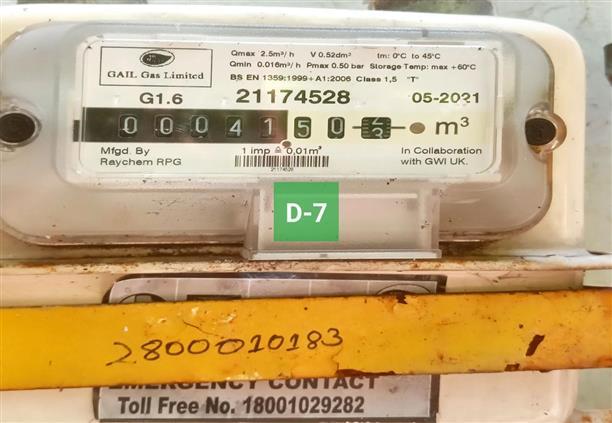 GAIL Gas Limited
Qmax 2.5m³/h V 0.52dm³ tm: 0°C to 45°C
Qmin 0.016m³/h Pmax 0.50 bar Storage Temp: max +60°C
BS EN 1359:1999+A1:2006 Class 1,5 "T"
G1.6 21174528 05-2021
0 0 0 4 1 5 0 m³
Mfgd. By
Raychem RPG
1 imp ≙ 0,01m³
21174528
In Collaboration
with GWI UK.
D-7
2800010183
EMERGENCY CONTACT
Toll Free No. 18001029282